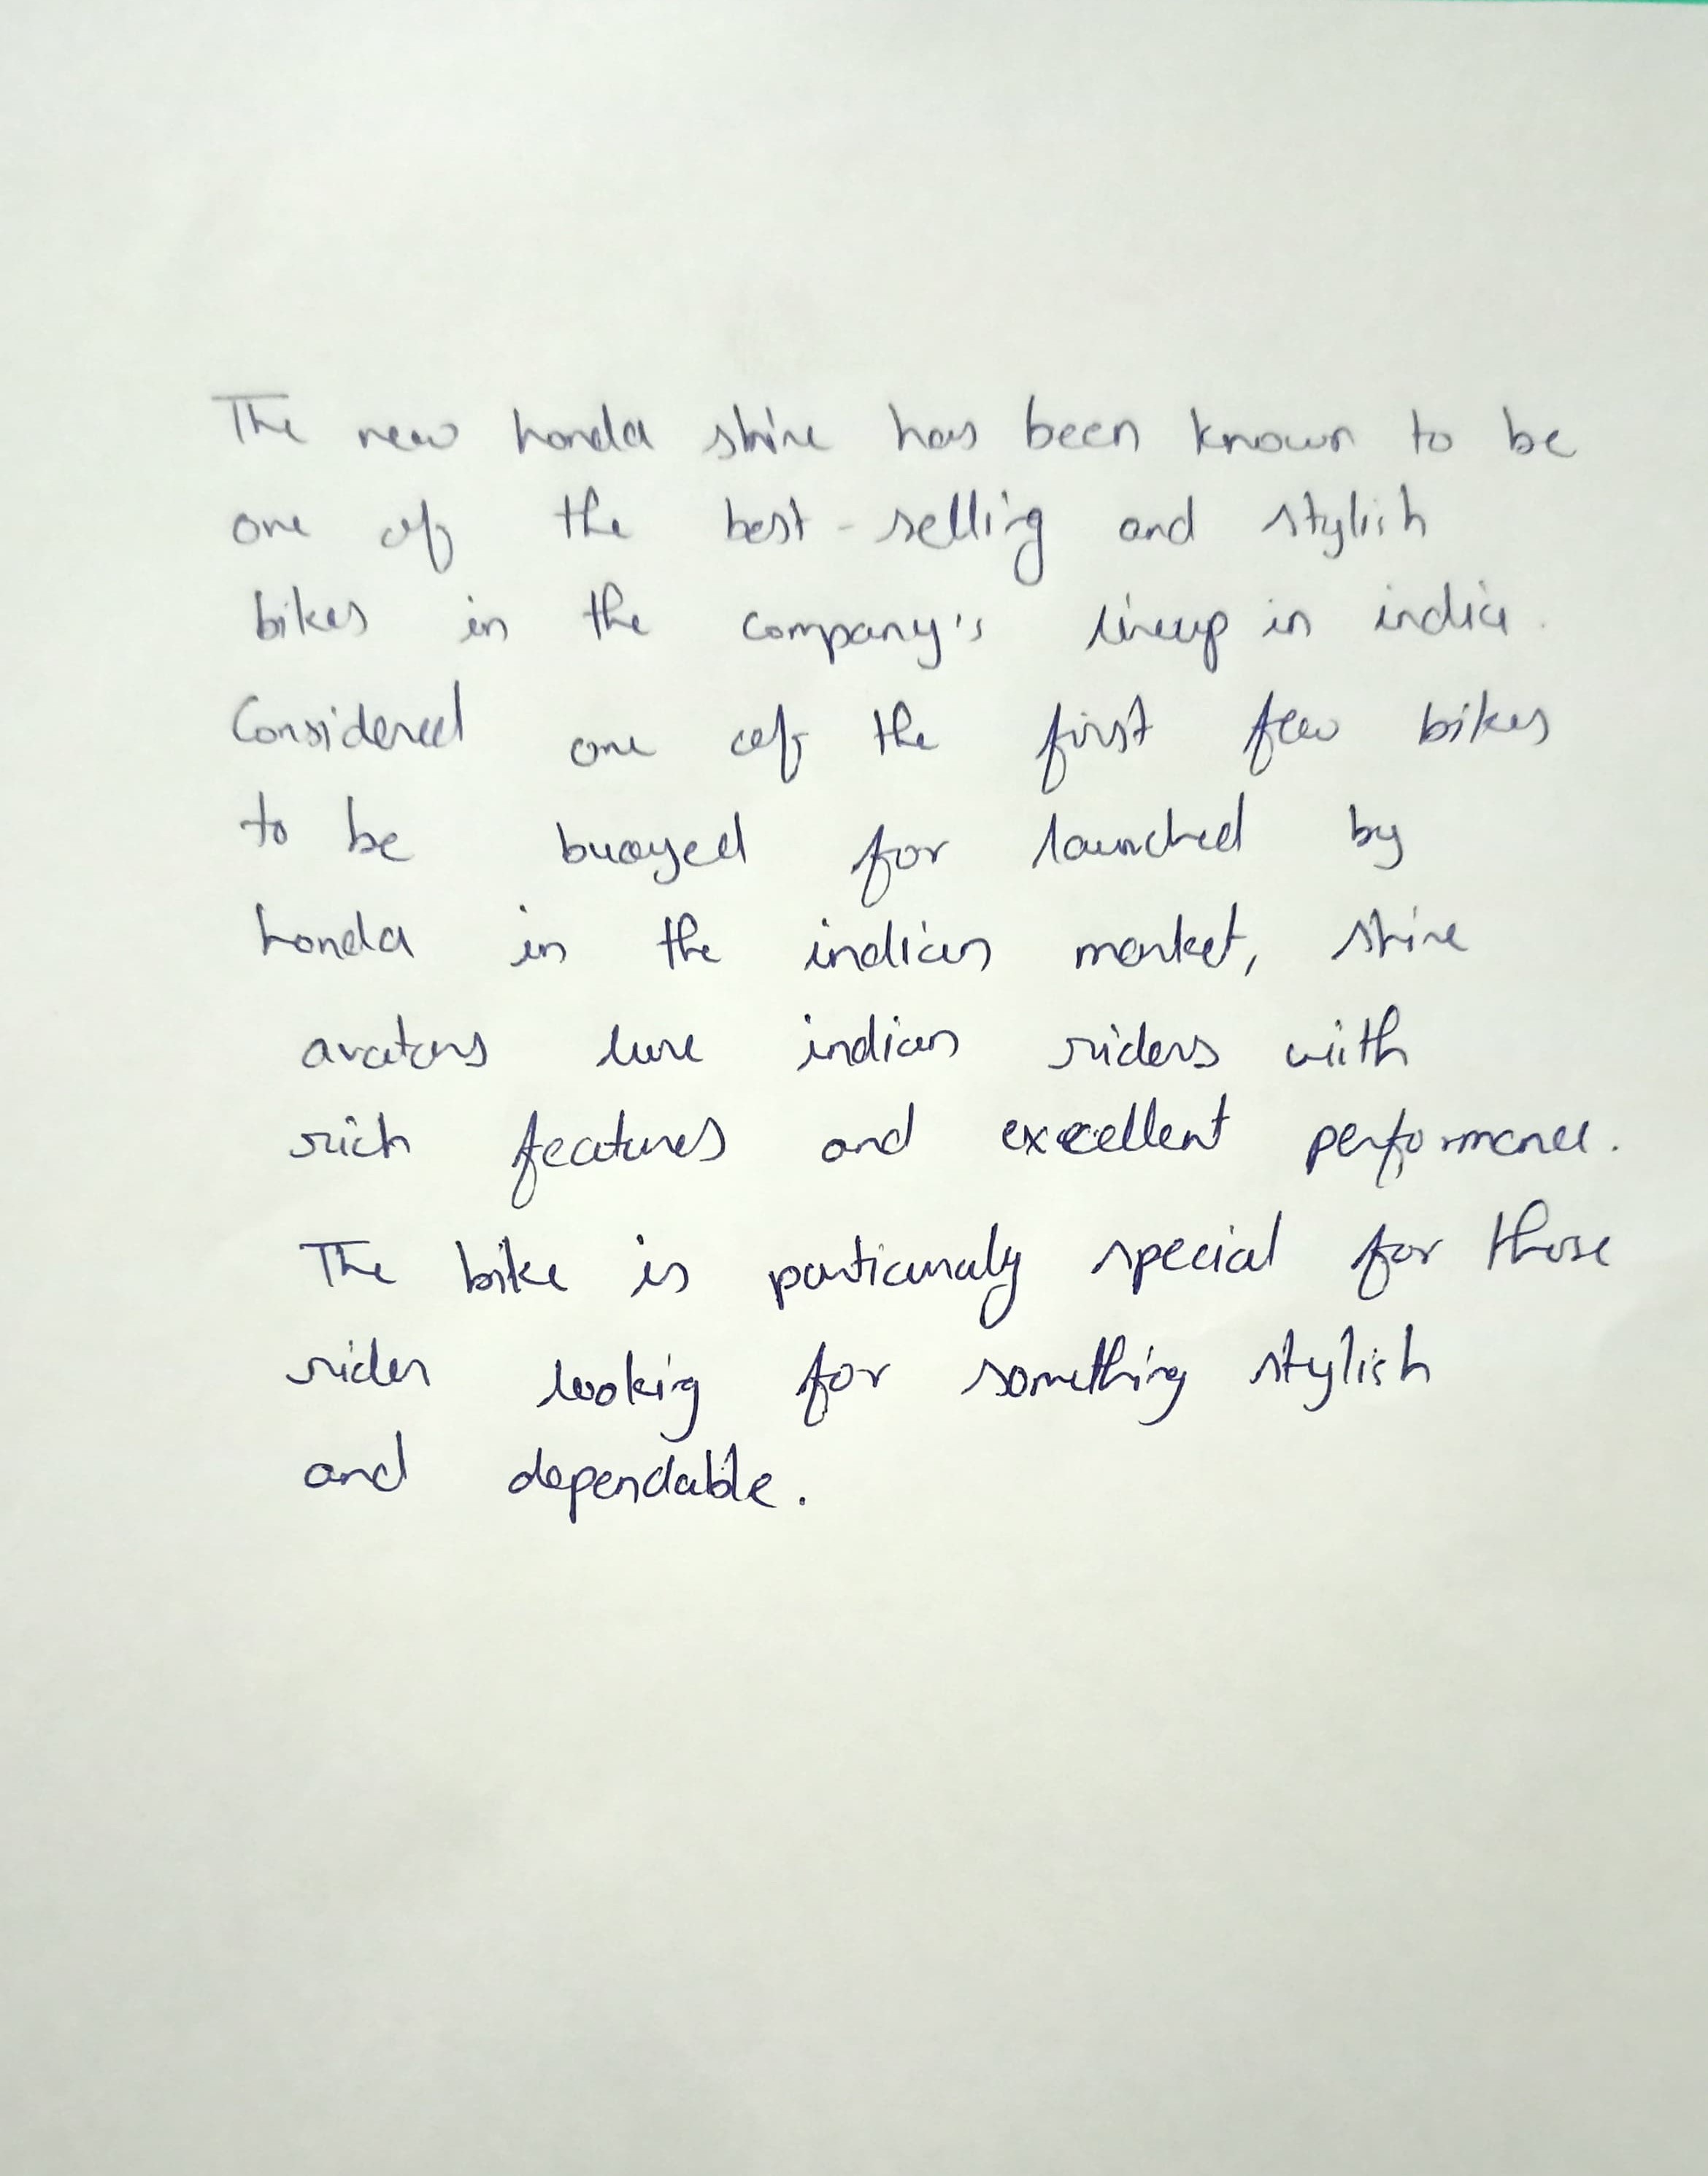 The new honda shine has been known to be
one of the best-selling and stylish
bikes in the company's lineup in india.
Considered one of the first few bikes
to be buoyed for launched by
honda in the indian market, shine
avatars lure indian riders with
rich features and excellent performance.
The bike is particularaly special for those
rider looking for something stylish
and dependable.